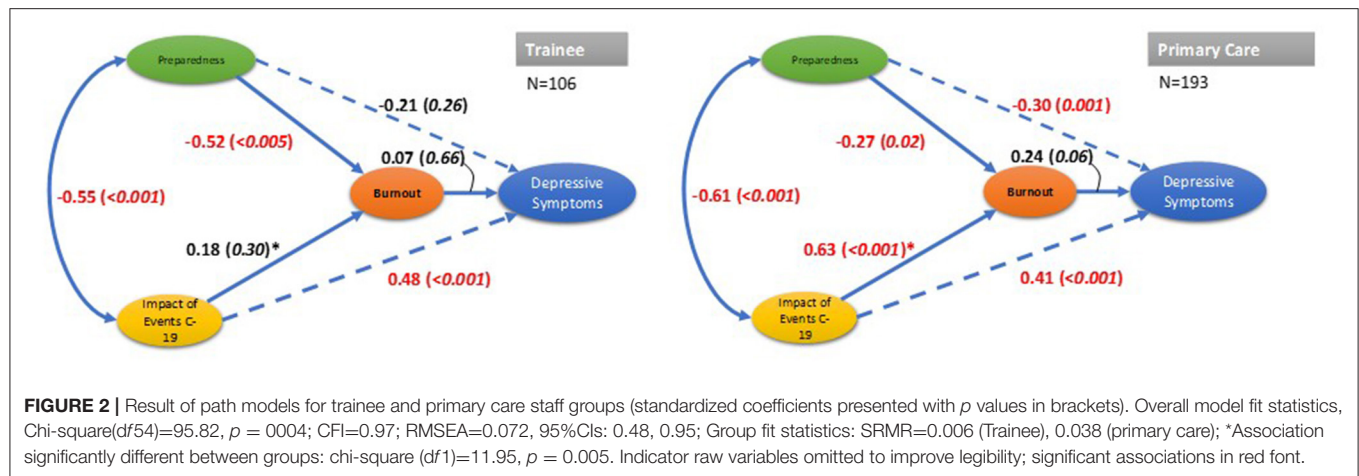 Preparedness
Trainee
N=106
-0.21 (0.26)
-0.52 (<0.005)
0.07 (0.66)
-0.55 (<0.001)
Burnout
Depressive
Symptoms
0.18 (0.30)*
0.48 (<0.001)
Impact of
Events C-
19
Preparedness
Primary Care
N=193
-0.30 (0.001)
-0.27 (0.02)
0.24 (0.06)
-0.61 (<0.001)
Burnout
Depressive
Symptoms
0.63 (<0.001)*
0.41 (<0.001)
Impact of
Events C-
19
FIGURE 2 | Result of path models for trainee and primary care staff groups (standardized coefficients presented with p values in brackets). Overall model fit statistics,
Chi-square(df54)=95.82, p = 0004; CFI=0.97; RMSEA=0.072, 95%CIs: 0.48, 0.95; Group fit statistics: SRMR=0.006 (Trainee), 0.038 (primary care); *Association
significantly different between groups: chi-square (df1)=11.95, p = 0.005. Indicator raw variables omitted to improve legibility; significant associations in red font.